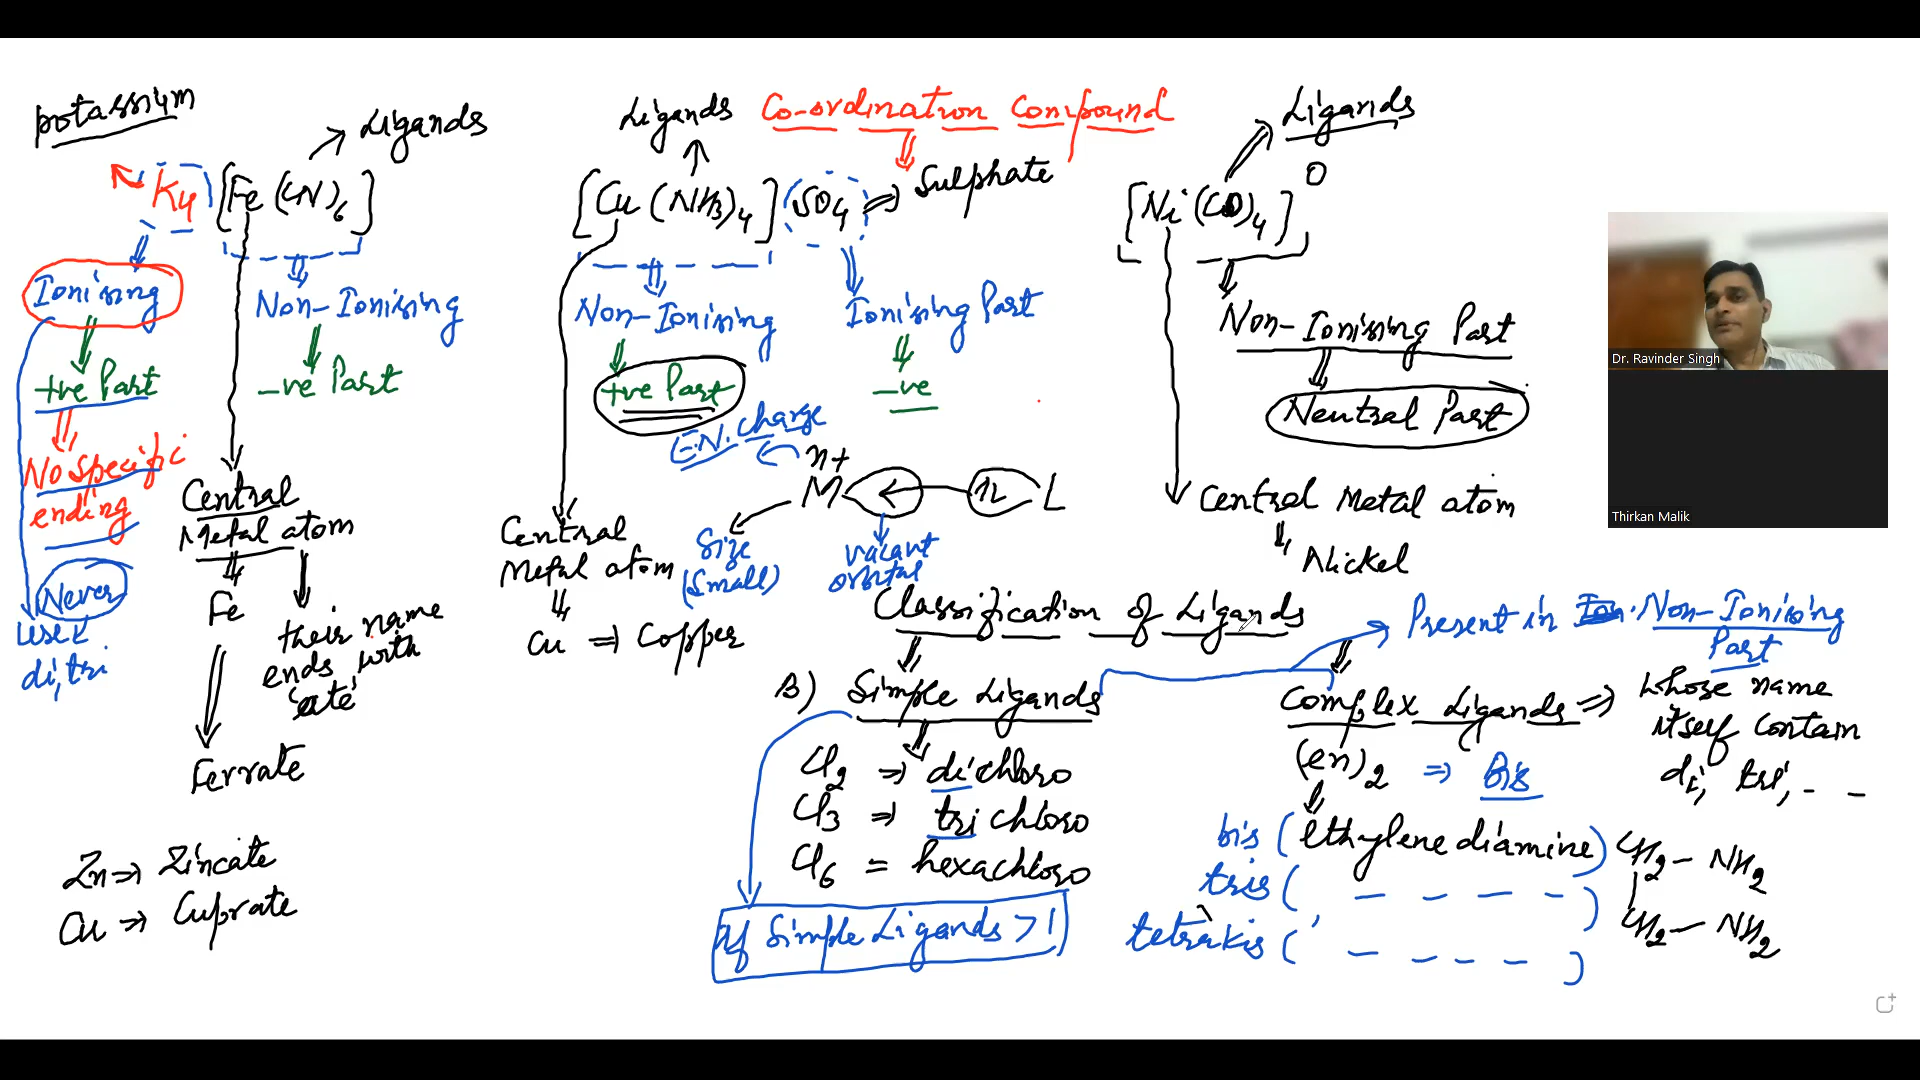 potassium
Ligands
K4 [Fe(CN)6]
Ionising
Non-Ionising
+ve Part
-ve Part
No specific
ending
Never
use
di, tri
Central
Metal atom
Fe
their name
ends with
'ate'
Ferrate
Zn ⇒ Zincate
Cu ⇒ Cuprate
Co-ordination Compound
Ligands
[Cu(NH3)4] SO4 ⇒ Sulphate
Non-Ionising
Ionising Part
+ve Part
-ve
E.N. charge
n+
M ← L
Size
(Small)
vacant
orbital
Central
Metal atom
Cu ⇒ Copper
Ligands
O
[Ni(CO)4]
Non-Ionising Part
Neutral Part
Central Metal atom
Nickel
Classification of Ligands
Present in Non-Ionising
Part
B) Simple Ligands
Cl2 ⇒ dichloro
Cl3 ⇒ trichloro
Cl6 = hexachloro
If Simple Ligands > 1
Complex Ligands ⇒ whose name
itself contain
di, tri, - -
(en)2 ⇒ Bis
bis (ethylenediamine)
tris ( - - - - )
tetrakis ( - - - - )
CH2 - NH2
CH2 - NH2
Dr. Ravinder Singh
Thirkan Malik